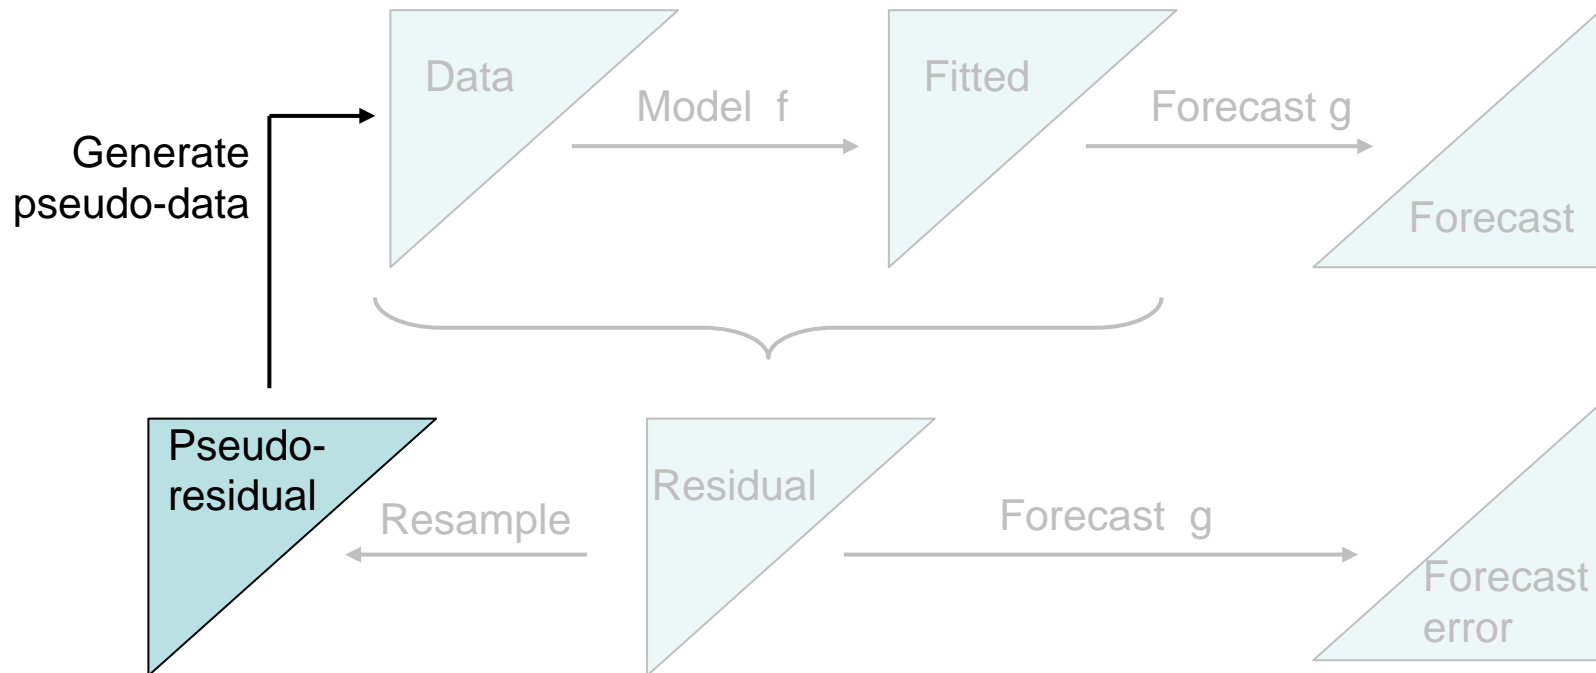 Data
Model f
Fitted
Forecast g
Forecast
Generate
pseudo-data
Pseudo-
residual
Resample
Residual
Forecast g
Forecast
error